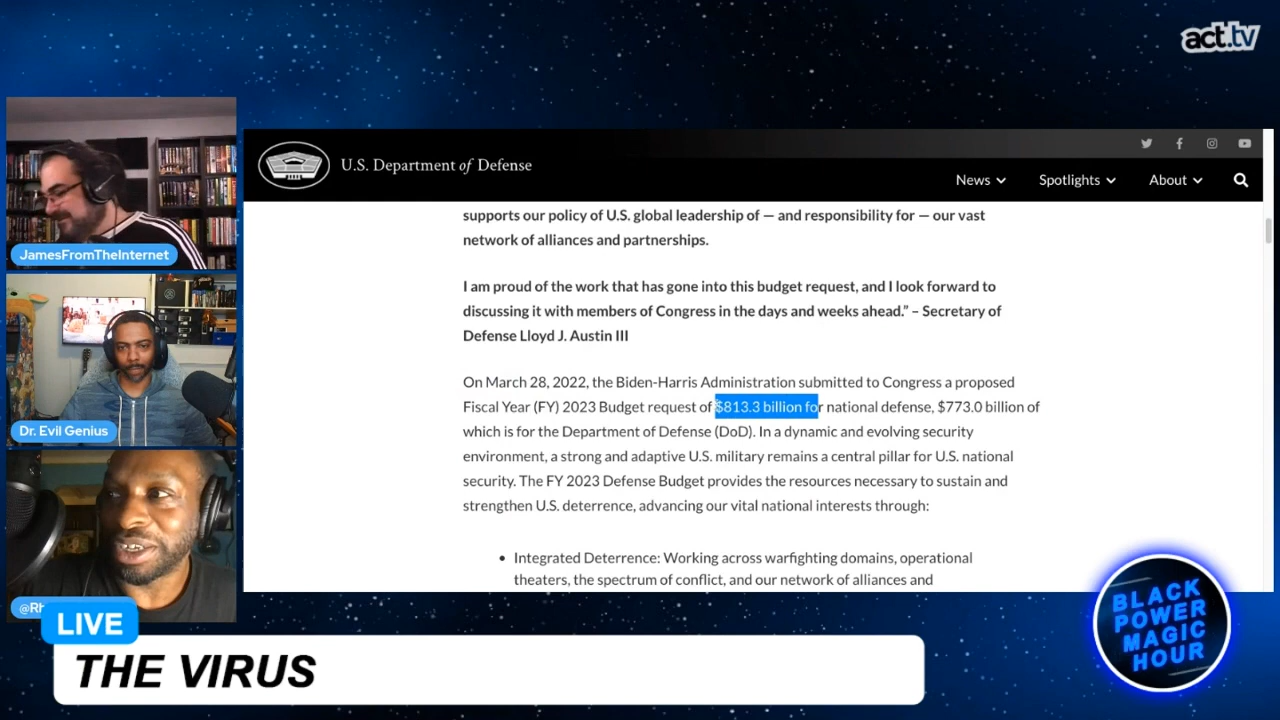 act.tv
U.S. Department of Defense
News
Spotlights
About
supports our policy of U.S. global leadership of — and responsibility for — our vast
network of alliances and partnerships.
I am proud of the work that has gone into this budget request, and I look forward to
discussing it with members of Congress in the days and weeks ahead.” – Secretary of
Defense Lloyd J. Austin III
On March 28, 2022, the Biden-Harris Administration submitted to Congress a proposed
Fiscal Year (FY) 2023 Budget request of $813.3 billion for national defense, $773.0 billion of
which is for the Department of Defense (DoD). In a dynamic and evolving security
environment, a strong and adaptive U.S. military remains a central pillar for U.S. national
security. The FY 2023 Defense Budget provides the resources necessary to sustain and
strengthen U.S. deterrence, advancing our vital national interests through:
• Integrated Deterrence: Working across warfighting domains, operational
theaters, the spectrum of conflict, and our network of alliances and
JamesFromTheInternet
Dr. Evil Genius
@Rh
LIVE
THE VIRUS
BLACK
POWER
MAGIC
HOUR